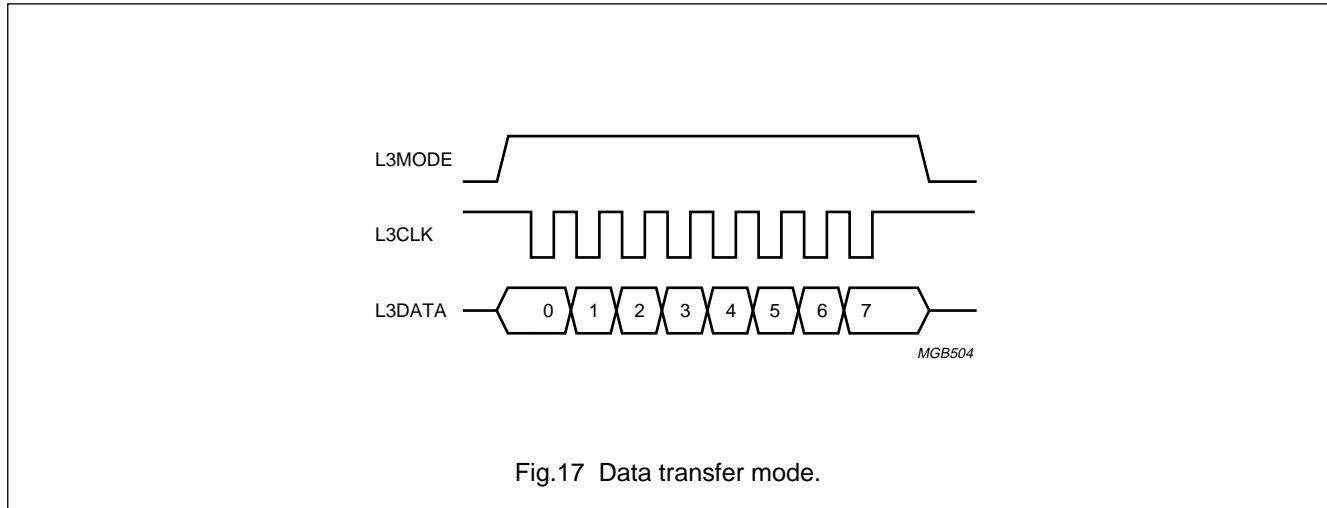 L3MODE
L3CLK
L3DATA
0 1 2 3 4 5 6 7
MGB504
Fig.17 Data transfer mode.